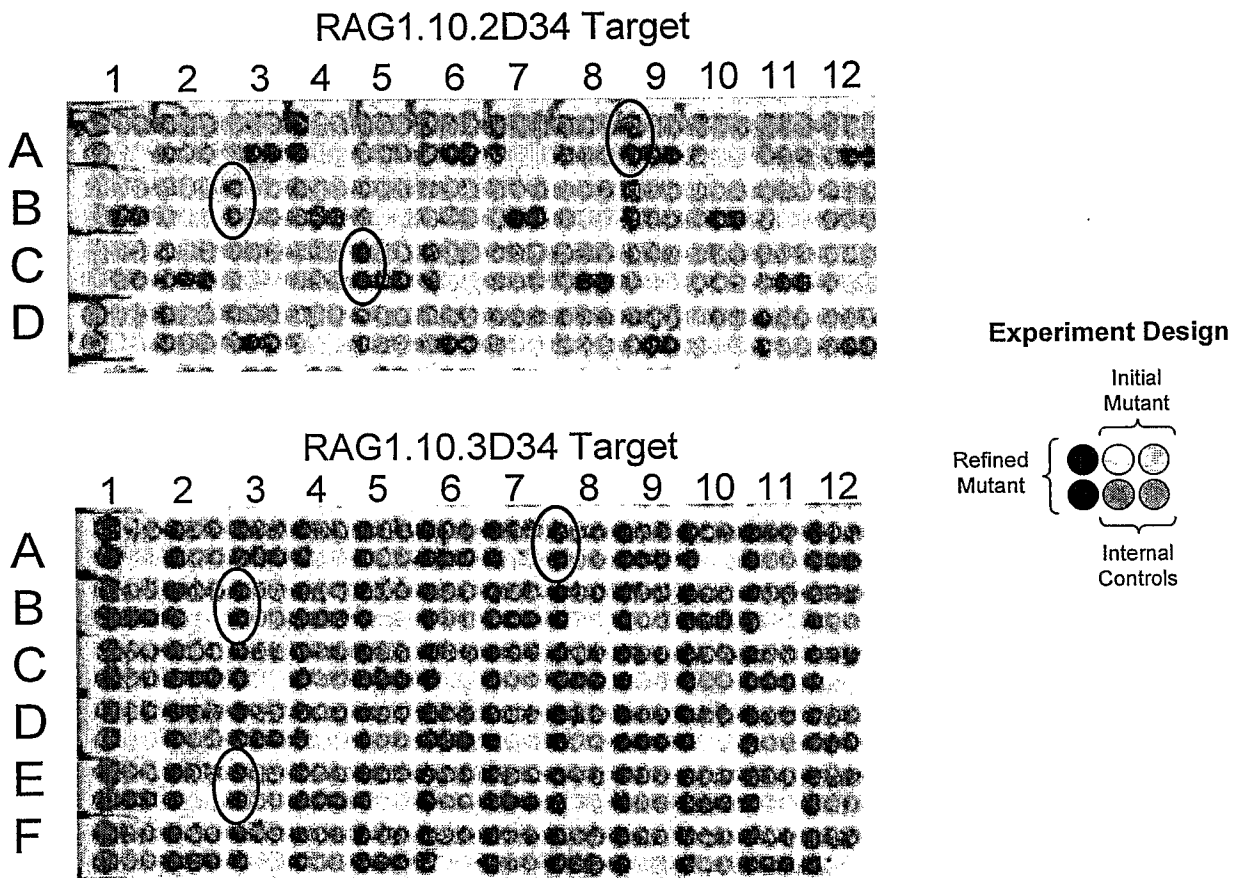 RAG1.10.2D34 Target
1 2 3 4 5 6 7 8 9 10 11 12
A
B
C
D
RAG1.10.3D34 Target
1 2 3 4 5 6 7 8 9 10 11 12
A
B
C
D
E
F
Experiment Design
Initial
Mutant
Refined
Mutant
Internal
Controls